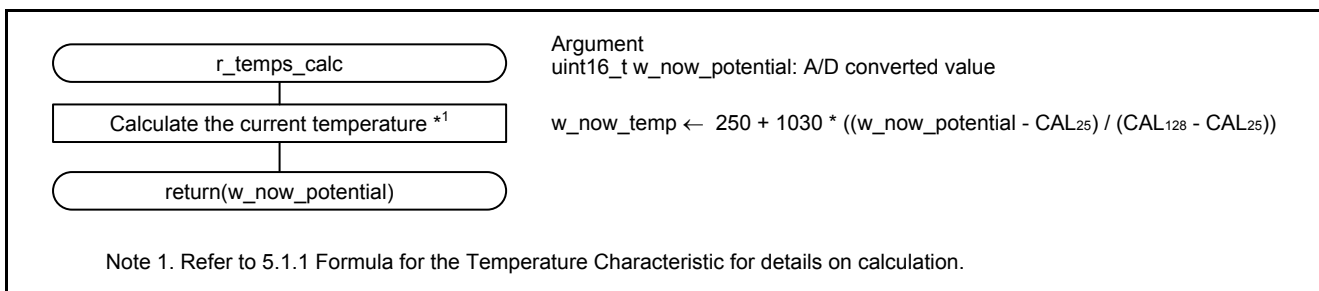 r_temps_calc
Argument
uint16_t w_now_potential: A/D converted value
Calculate the current temperature *1
w_now_temp ← 250 + 1030 * ((w_now_potential - CAL25) / (CAL128 - CAL25))
return(w_now_potential)
Note 1. Refer to 5.1.1 Formula for the Temperature Characteristic for details on calculation.